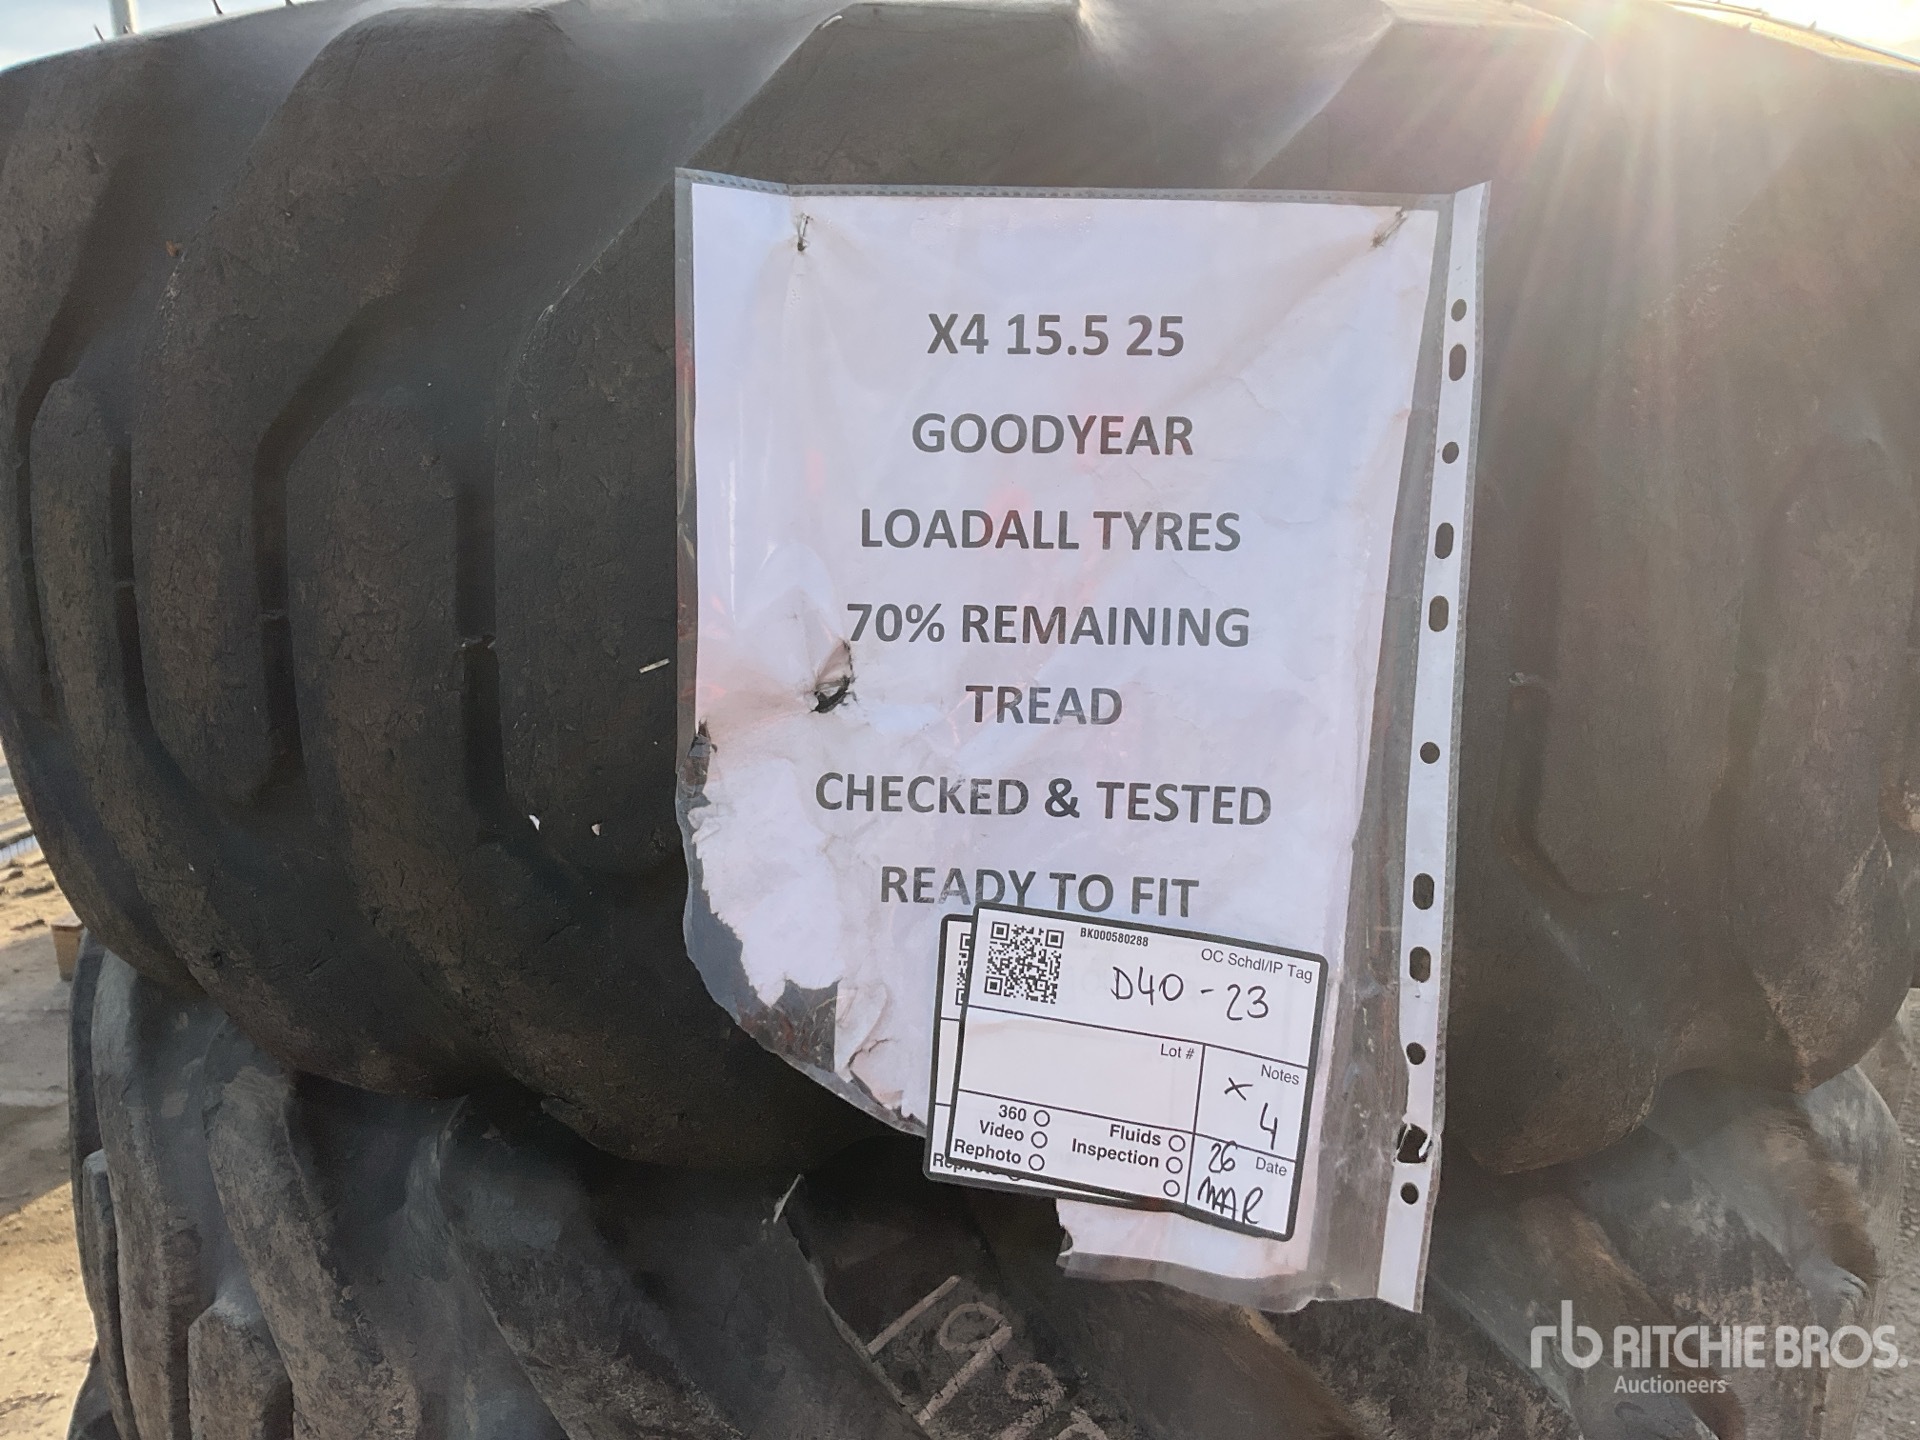 X4 15.5 25
GOODYEAR
LOADALL TYRES
70% REMAINING
TREAD
CHECKED & TESTED
READY TO FIT
BK000580288
OC Schdl/IP Tag
D40 - 23
Lot #
Notes
x 4
360
Video
Rephoto
Fluids
Inspection
Date
26
MAR
rb RITCHIE BROS.
Auctioneers